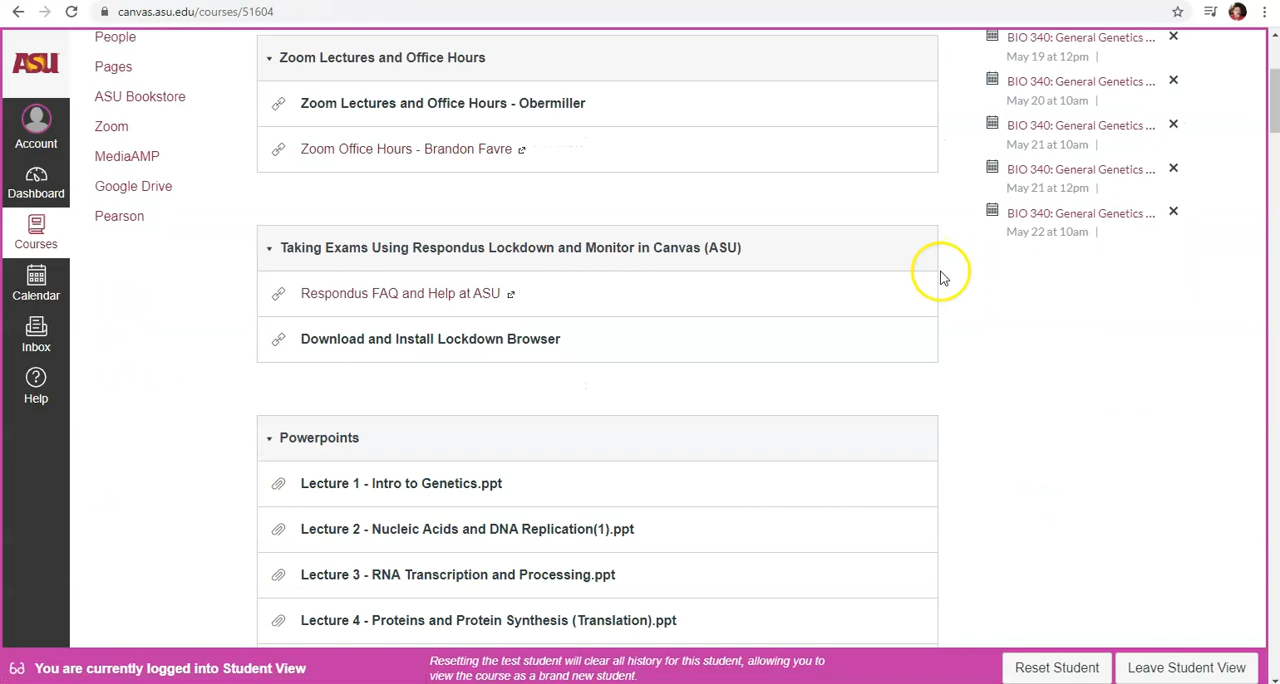 canvas.asu.edu/courses/51604
ASU
Account
Dashboard
Courses
Calendar
Inbox
Help
People
Pages
ASU Bookstore
Zoom
MediaAMP
Google Drive
Pearson
Zoom Lectures and Office Hours
Zoom Lectures and Office Hours - Obermiller
Zoom Office Hours - Brandon Favre
Taking Exams Using Respondus Lockdown and Monitor in Canvas (ASU)
Respondus FAQ and Help at ASU
Download and Install Lockdown Browser
Powerpoints
Lecture 1 - Intro to Genetics.ppt
Lecture 2 - Nucleic Acids and DNA Replication(1).ppt
Lecture 3 - RNA Transcription and Processing.ppt
Lecture 4 - Proteins and Protein Synthesis (Translation).ppt
BIO 340: General Genetics ...
May 19 at 12pm |
BIO 340: General Genetics ...
May 20 at 10am |
BIO 340: General Genetics ...
May 21 at 10am |
BIO 340: General Genetics ...
May 21 at 12pm |
BIO 340: General Genetics ...
May 22 at 10am |
You are currently logged into Student View
Resetting the test student will clear all history for this student, allowing you to
view the course as a brand new student.
Reset Student
Leave Student View